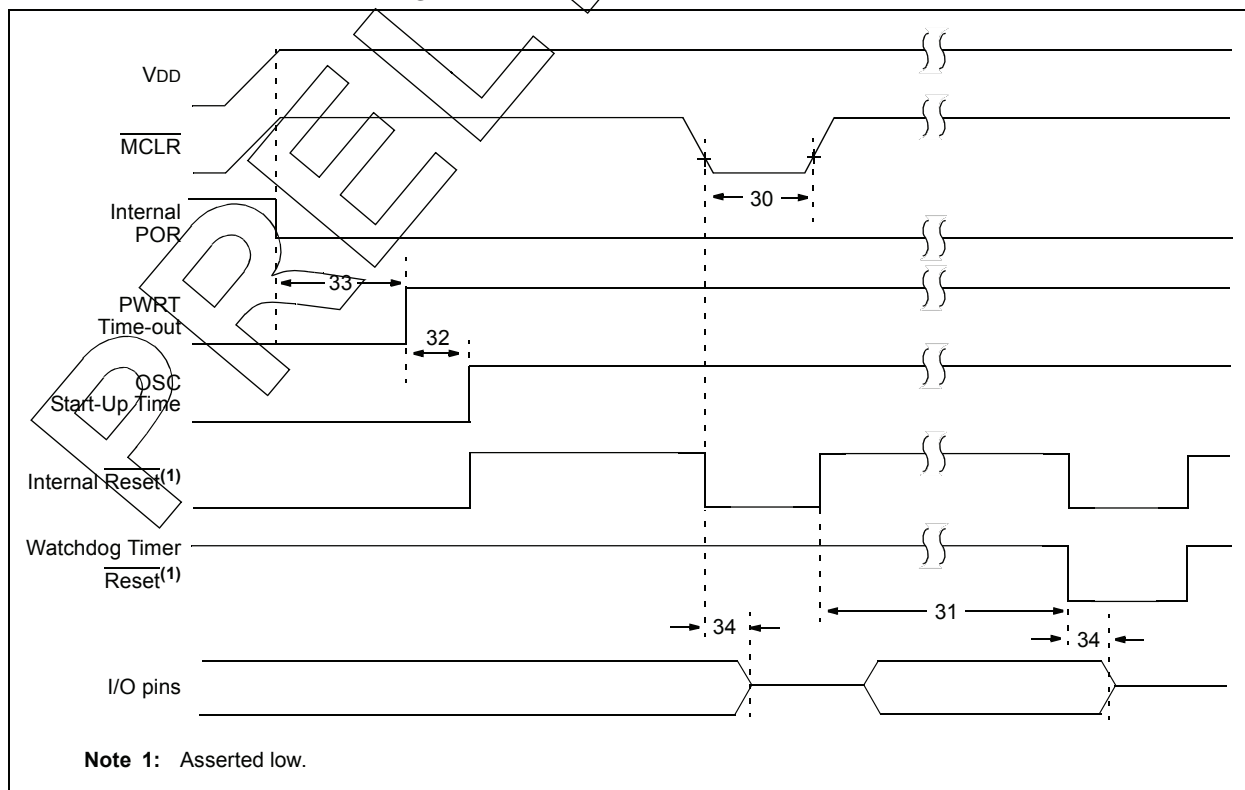 VDD
MCLR
Internal
POR
PWRT
Time-out
OSC
Start-Up Time
Internal Reset(1)
Watchdog Timer
Reset(1)
I/O pins
30
33
32
31
34
34
Note 1: Asserted low.
PREL